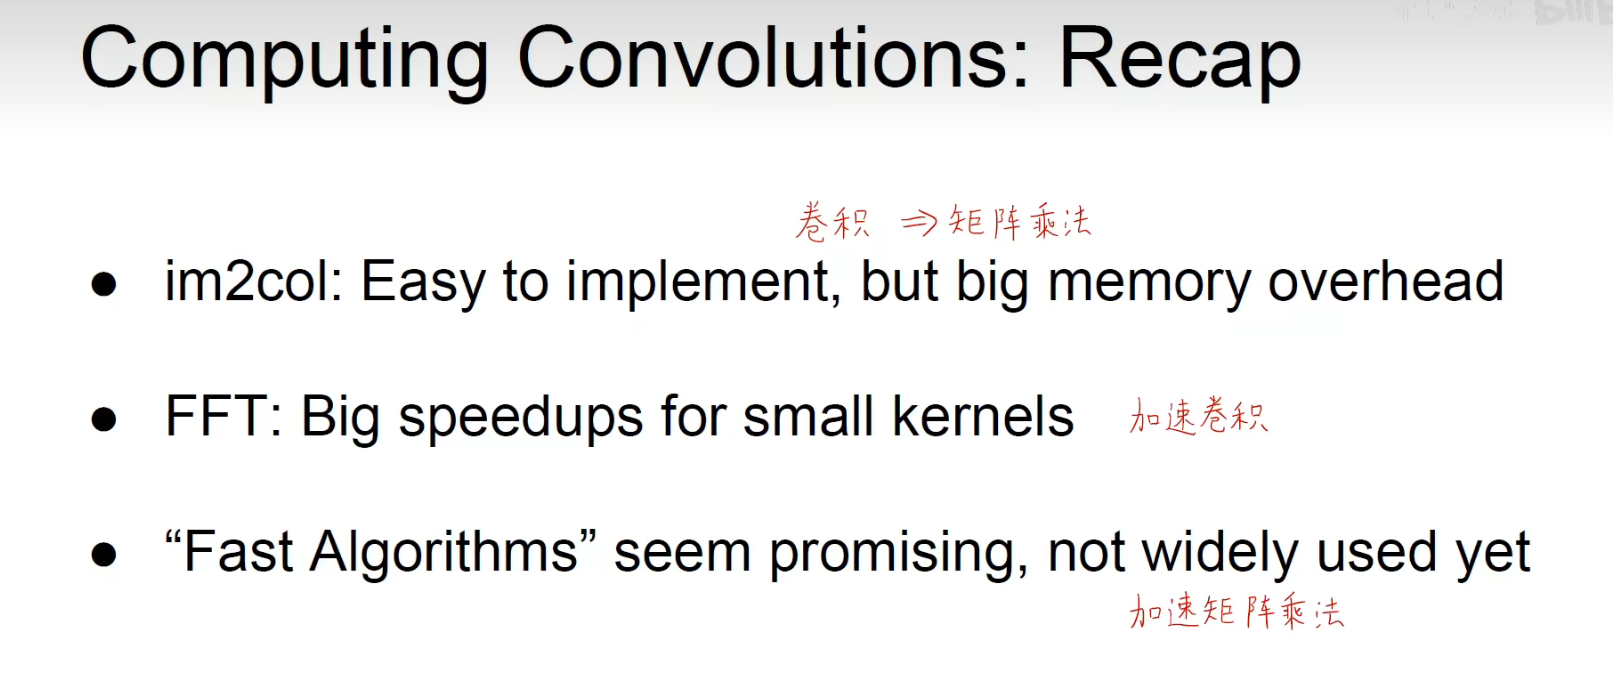 Computing Convolutions: Recap
卷积 ⇒ 矩阵乘法
● im2col: Easy to implement, but big memory overhead
● FFT: Big speedups for small kernels 加速卷积
● “Fast Algorithms” seem promising, not widely used yet
加速矩阵乘法